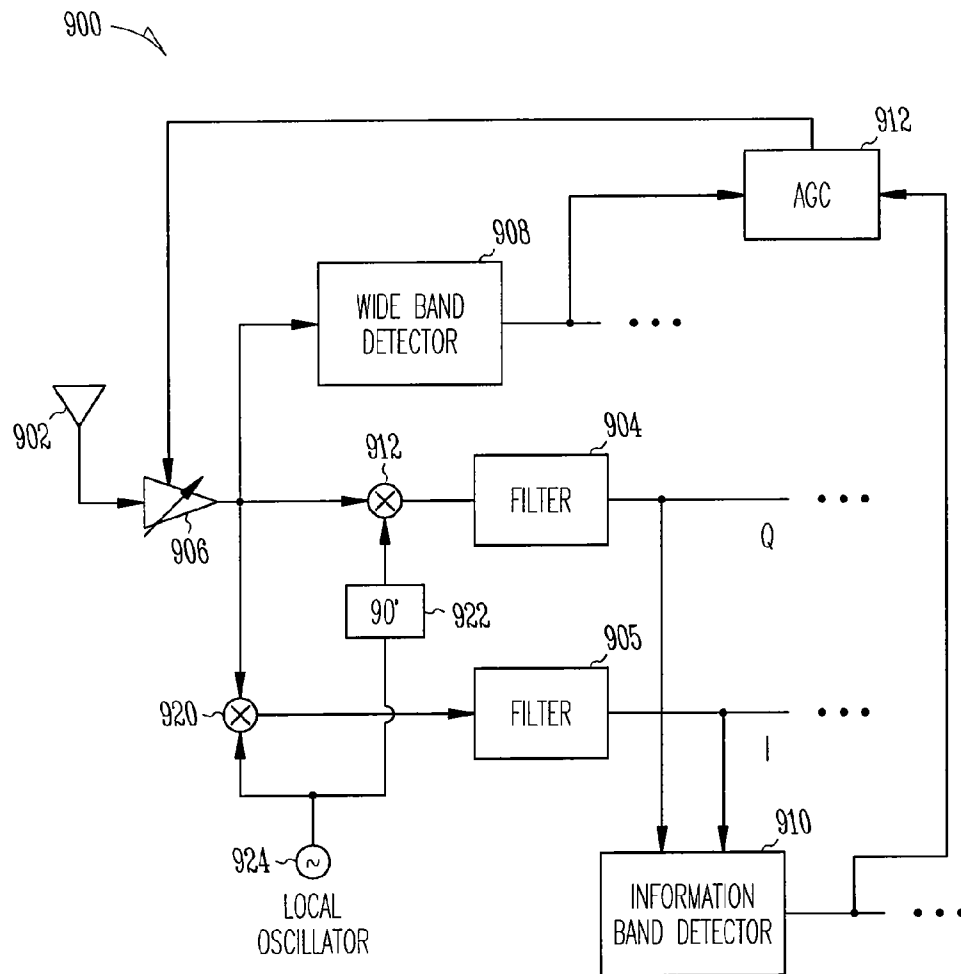 900
912
AGC
908
WIDE BAND
DETECTOR
902
906
912
904
FILTER
Q
90'
922
905
920
FILTER
I
924
LOCAL
OSCILLATOR
910
INFORMATION
BAND DETECTOR